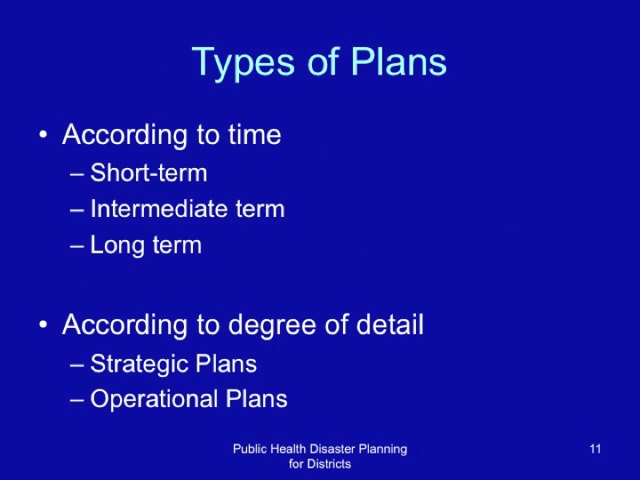 Types of Plans
• According to time
– Short-term
– Intermediate term
– Long term
• According to degree of detail
– Strategic Plans
– Operational Plans
Public Health Disaster Planning
for Districts
11